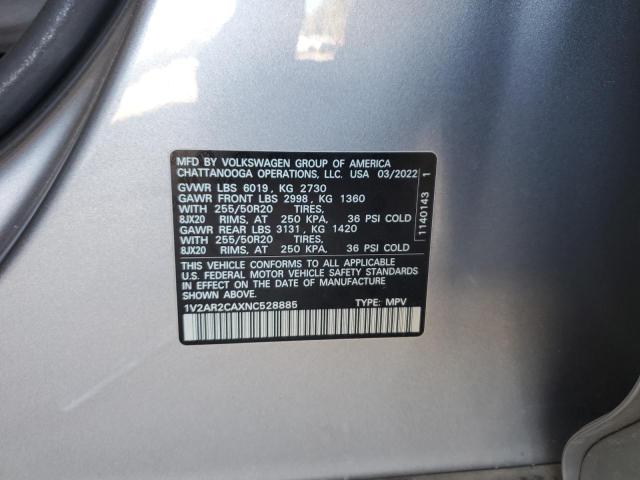 MFD BY VOLKSWAGEN GROUP OF AMERICA
CHATTANOOGA OPERATIONS, LLC. USA 03/2022
GVWR LBS 6019, KG 2730
GAWR FRONT LBS 2998, KG 1360
WITH 255/50R20 TIRES,
8JX20 RIMS, AT 250 KPA, 36 PSI COLD
GAWR REAR LBS 3131, KG 1420
WITH 255/50R20 TIRES,
8JX20 RIMS, AT 250 KPA, 36 PSI COLD
THIS VEHICLE CONFORMS TO ALL APPLICABLE
U.S. FEDERAL MOTOR VEHICLE SAFETY STANDARDS
IN EFFECT ON THE DATE OF MANUFACTURE
SHOWN ABOVE.
1V2AR2CAXNC528885 TYPE: MPV
1140143 1